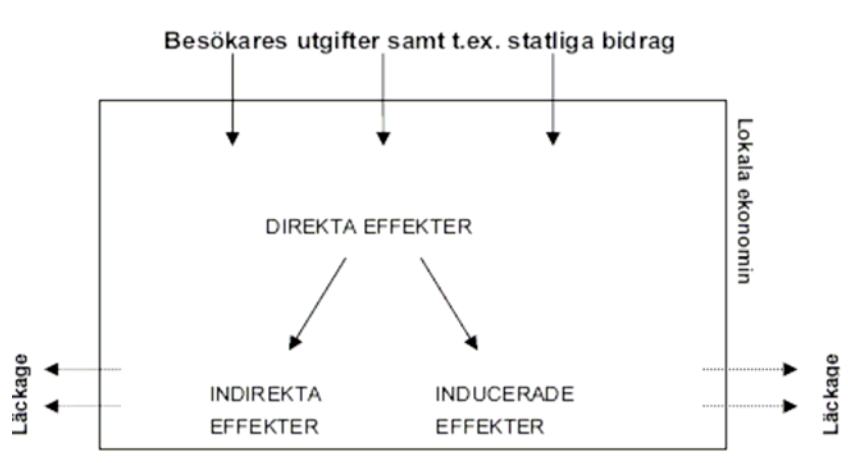 Besökares utgifter samt t.ex. statliga bidrag
Lokala ekonomin
DIREKTA EFFEKTER
Läckage
INDIREKTA
EFFEKTER
INDUCERADE
EFFEKTER
Läckage